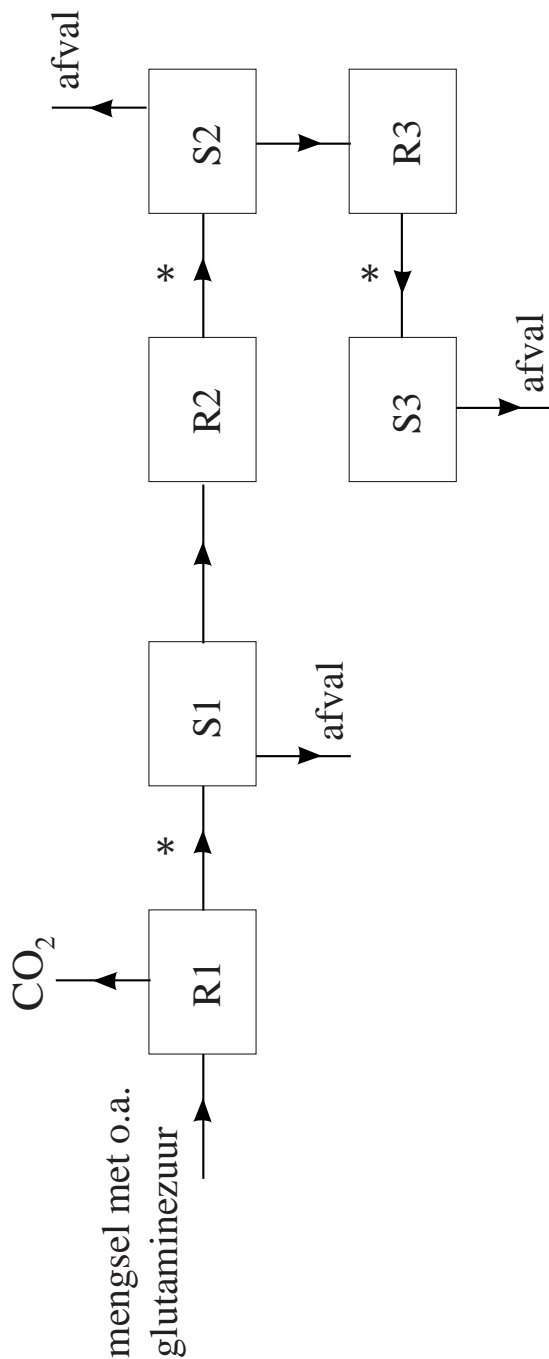 mengsel met o.a.
glutaminezuur
R1
CO₂
*
S1
afval
R2
*
S2
afval
R3
*
S3
afval